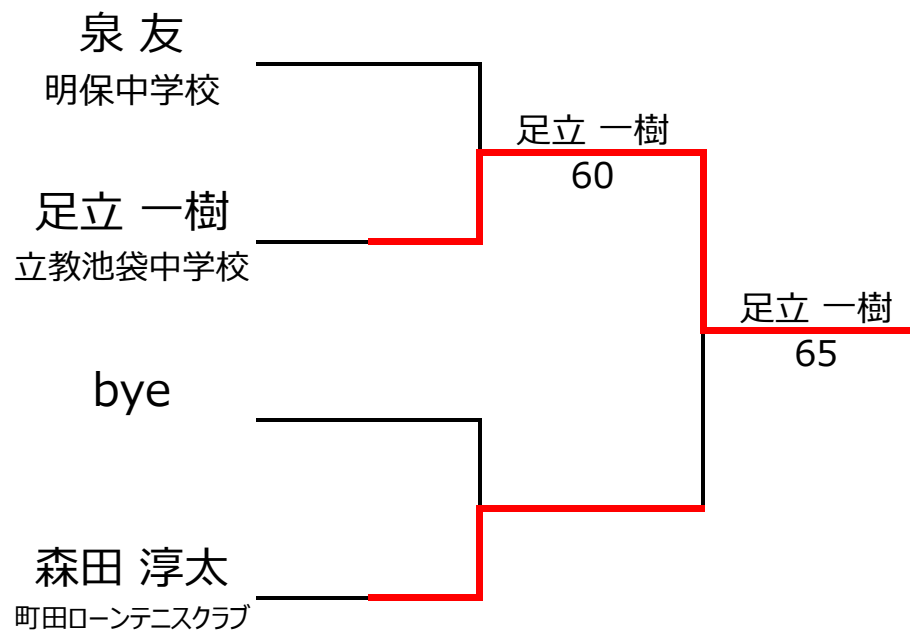 泉 友
明保中学校
足立 一樹
60
足立 一樹
立教池袋中学校
足立 一樹
65
bye
森田 淳太
町田ローンテニスクラブ